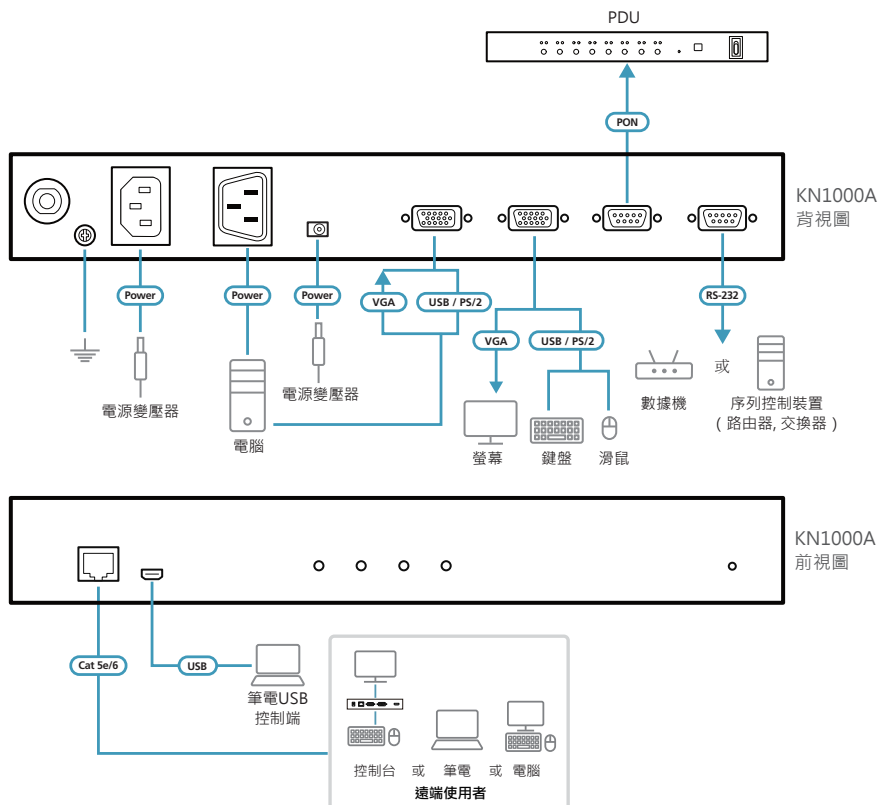 PDU
PON
KN1000A
背視圖
Power
Power
Power
VGA
USB / PS/2
RS-232
VGA
USB / PS/2
或
電源變壓器
電源變壓器
電腦
數據機
序列控制裝置
( 路由器, 交換器 )
螢幕
鍵盤
滑鼠
KN1000A
前視圖
Cat 5e/6
USB
筆電USB
控制端
控制台 或 筆電 或 電腦
遠端使用者